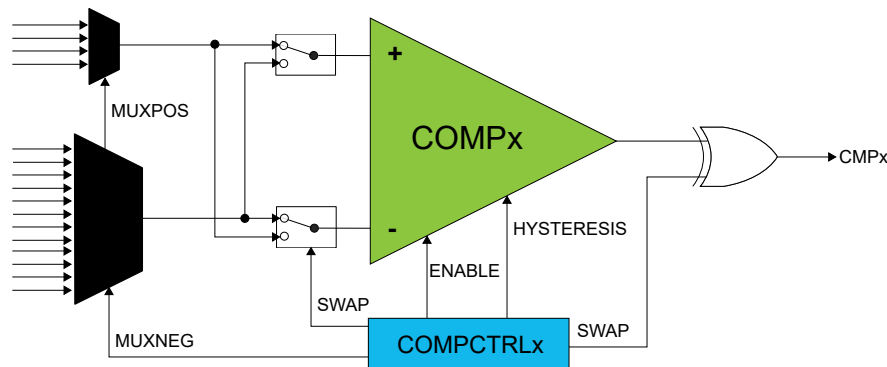 +
MUXPOS
COMPx
CMPx
-
HYSTERESIS
ENABLE
SWAP
SWAP
MUXNEG
COMPCTRLx